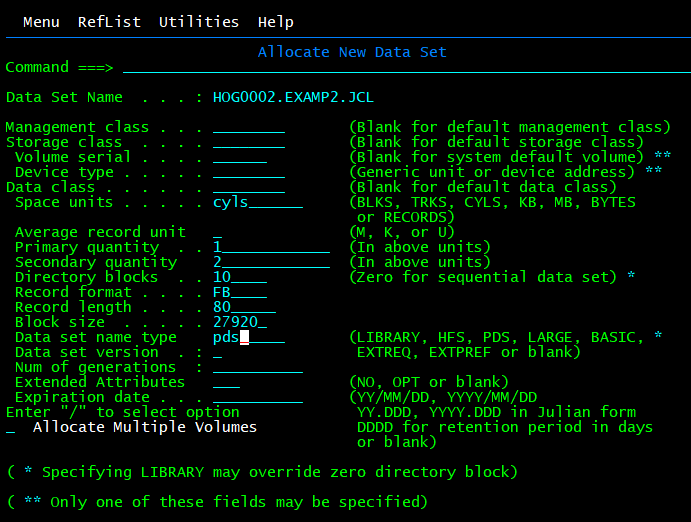 Menu RefList Utilities Help
Allocate New Data Set
Command ===>
Data Set Name . . . : HOG0002.EXAMP2.JCL
Management class . . . (Blank for default management class)
Storage class . . . . (Blank for default storage class)
Volume serial . . . . (Blank for system default volume) **
Device type . . . . . (Generic unit or device address) **
Data class . . . . . . (Blank for default data class)
Space units . . . . . cyls (BLKS, TRKS, CYLS, KB, MB, BYTES
or RECORDS)
Average record unit _ (M, K, or U)
Primary quantity . . 1 (In above units)
Secondary quantity 2 (In above units)
Directory blocks . . 10 (Zero for sequential data set) *
Record format . . . . FB
Record length . . . . 80
Block size . . . . . 27920
Data set name type pds (LIBRARY, HFS, PDS, LARGE, BASIC, *
Data set version . : _ EXTREQ, EXTPREF or blank)
Num of generations :
Extended Attributes (NO, OPT or blank)
Expiration date . . . (YY/MM/DD, YYYY/MM/DD
Enter "/" to select option YY.DDD, YYYY.DDD in Julian form
_ Allocate Multiple Volumes DDDD for retention period in days
or blank)
( * Specifying LIBRARY may override zero directory block)
( ** Only one of these fields may be specified)